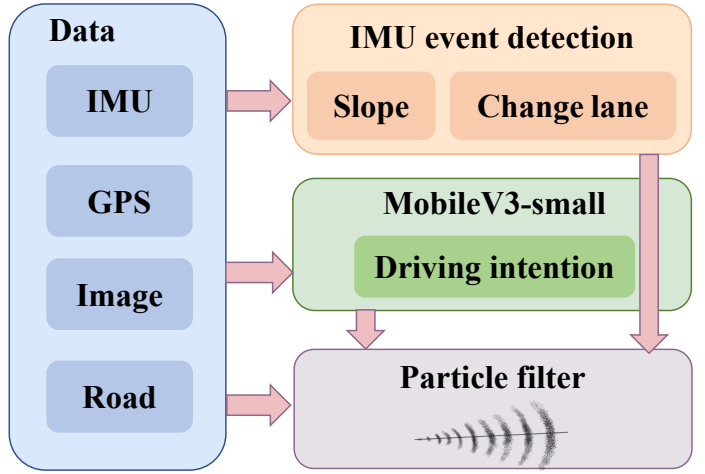 Data
IMU
GPS
Image
Road
IMU event detection
Slope
Change lane
MobileV3-small
Driving intention
Particle filter